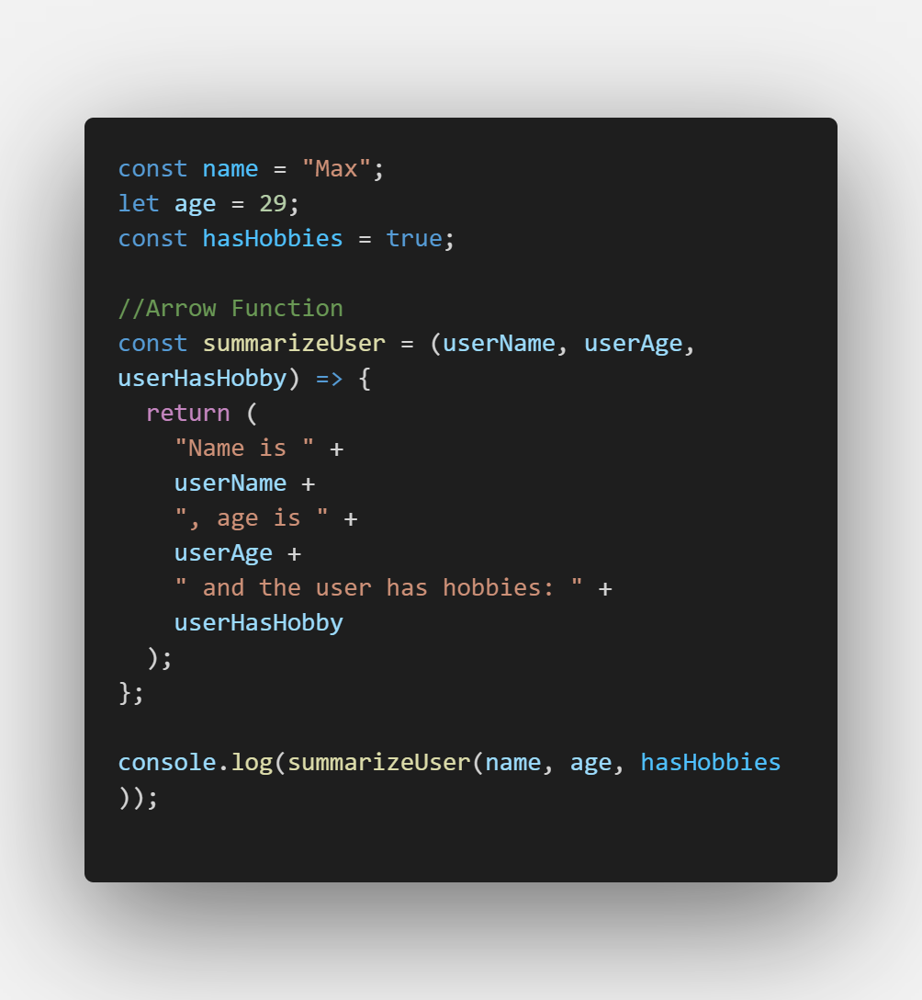 const name = "Max";
let age = 29;
const hasHobbies = true;
//Arrow Function
const summarizeUser = (userName, userAge,
userHasHobby) => {
  return (
    "Name is " +
    userName +
    ", age is " +
    userAge +
    " and the user has hobbies: " +
    userHasHobby
  );
};
console.log(summarizeUser(name, age, hasHobbies
));